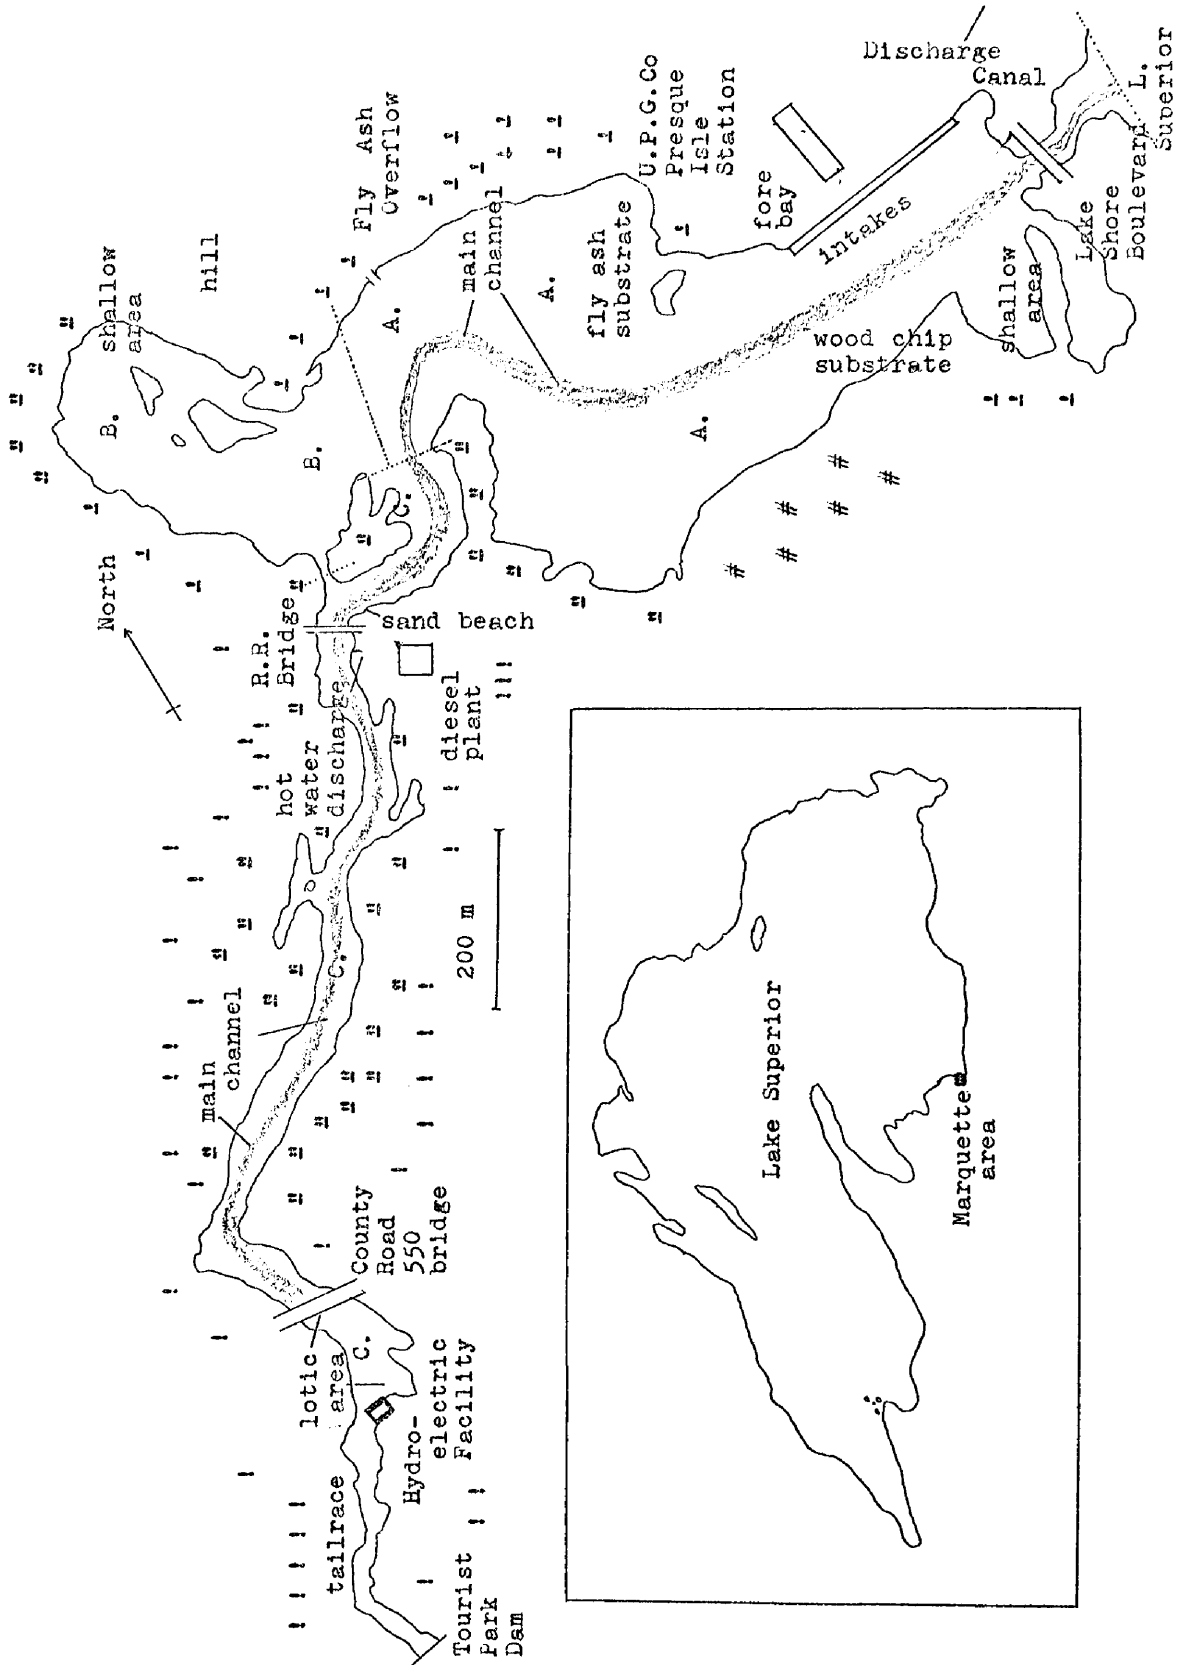 Tourist
Park
Dam
tailrace
Hydro-
electric
Facility
lotic
area
C.
County
Road
550
bridge
main
channel
C.
200 m
hot
water
discharge
diesel
plant
R.R.
Bridge
sand beach
North
C.
B.
B.
shallow
area
hill
Fly Ash
Overflow
A.
main
channel
A.
fly ash
substrate
A.
U.P.G.Co
Presque
Isle
Station
fore
bay
intakes
wood chip
substrate
shallow
area
Discharge
Canal
Lake
Shore
Boulevard
L.
Superior
# # # # # # #
Lake Superior
Marquette
area